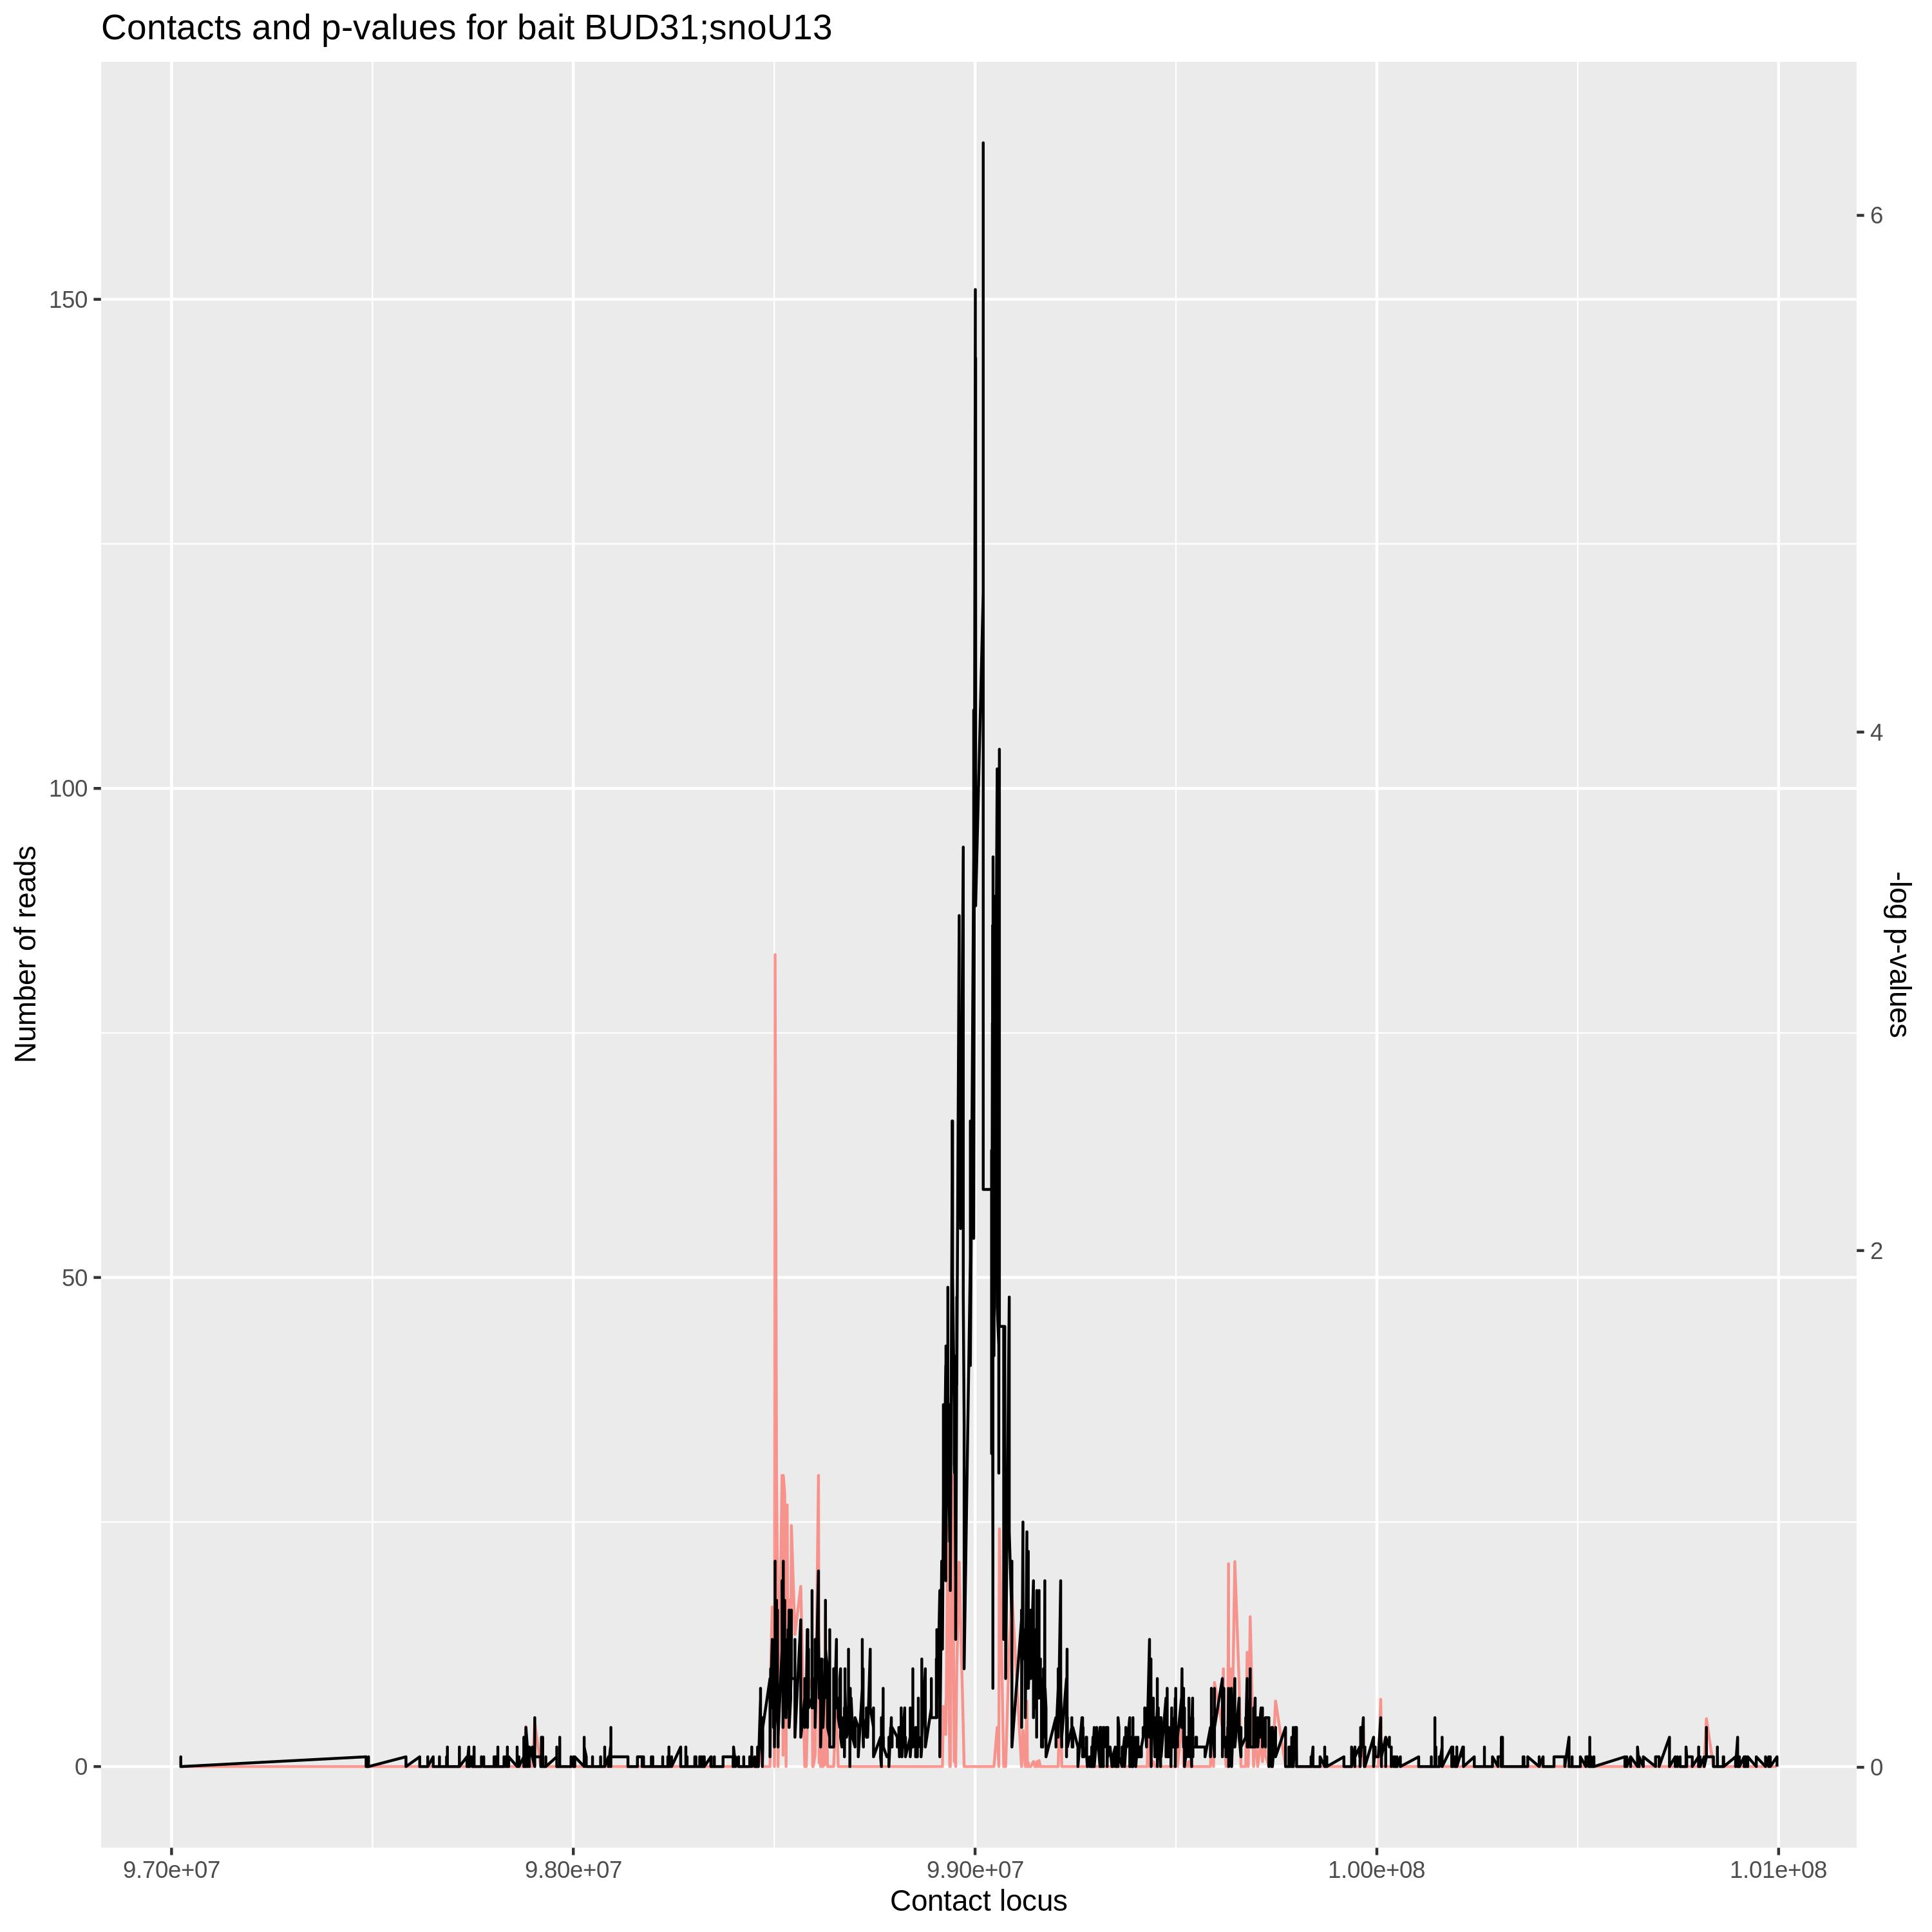 Contacts and p-values for bait BUD31;snoU13
150
100
50
0
6
4
2
0
Number of reads
-log p-values
9.70e+07
9.80e+07
9.90e+07
1.00e+08
1.01e+08
Contact locus